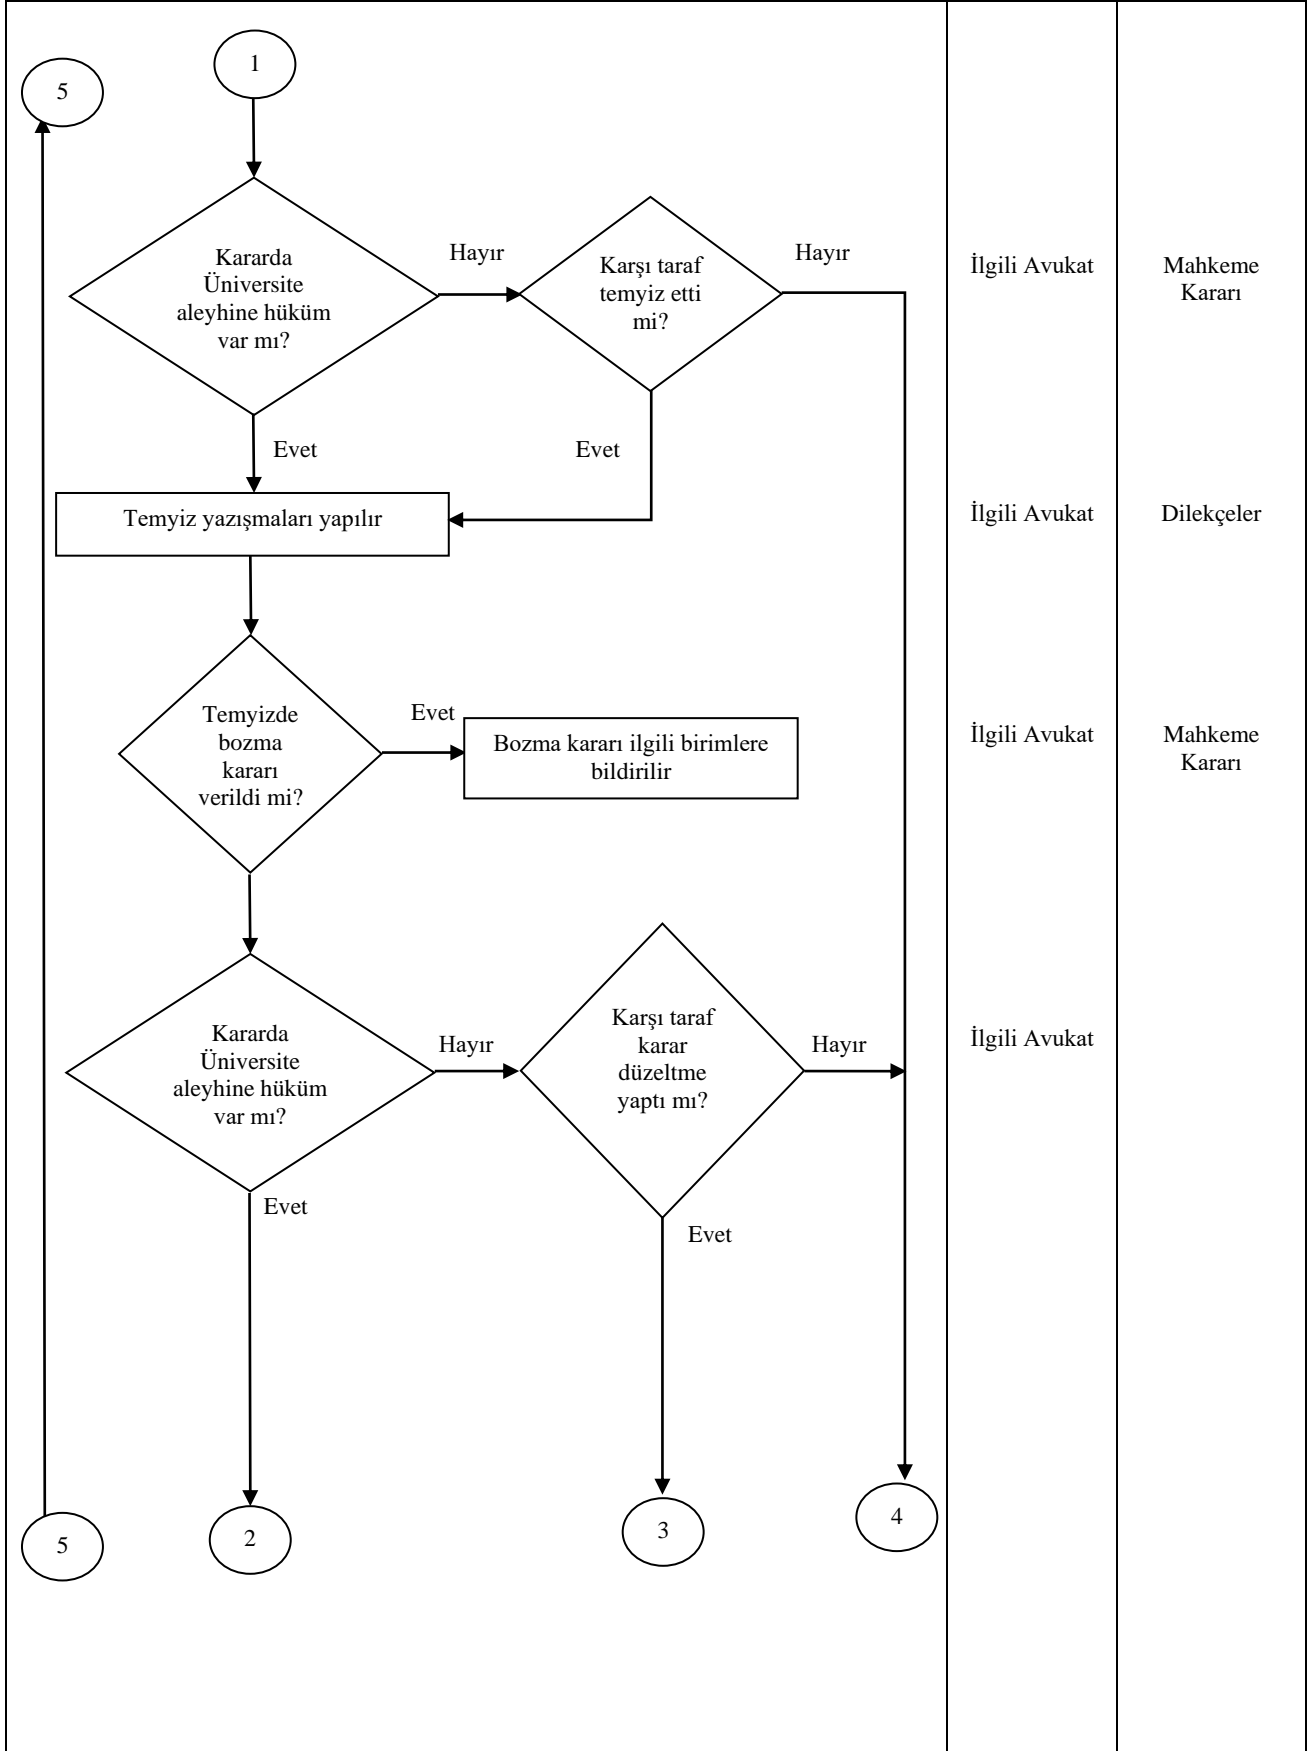 1
5
Kararda
Üniversite
aleyhine hüküm
var mı?
Hayır
Karşı taraf
temyiz etti
mi?
Hayır
İlgili Avukat
Mahkeme
Kararı
Evet
Evet
Temyiz yazışmaları yapılır
İlgili Avukat
Dilekçeler
Temyizde
bozma
kararı
verildi mi?
Evet
Bozma kararı ilgili birimlere
bildirilir
İlgili Avukat
Mahkeme
Kararı
Kararda
Üniversite
aleyhine hüküm
var mı?
Hayır
Karşı taraf
karar
düzeltme
yaptı mı?
Hayır
İlgili Avukat
Evet
Evet
5
2
3
4